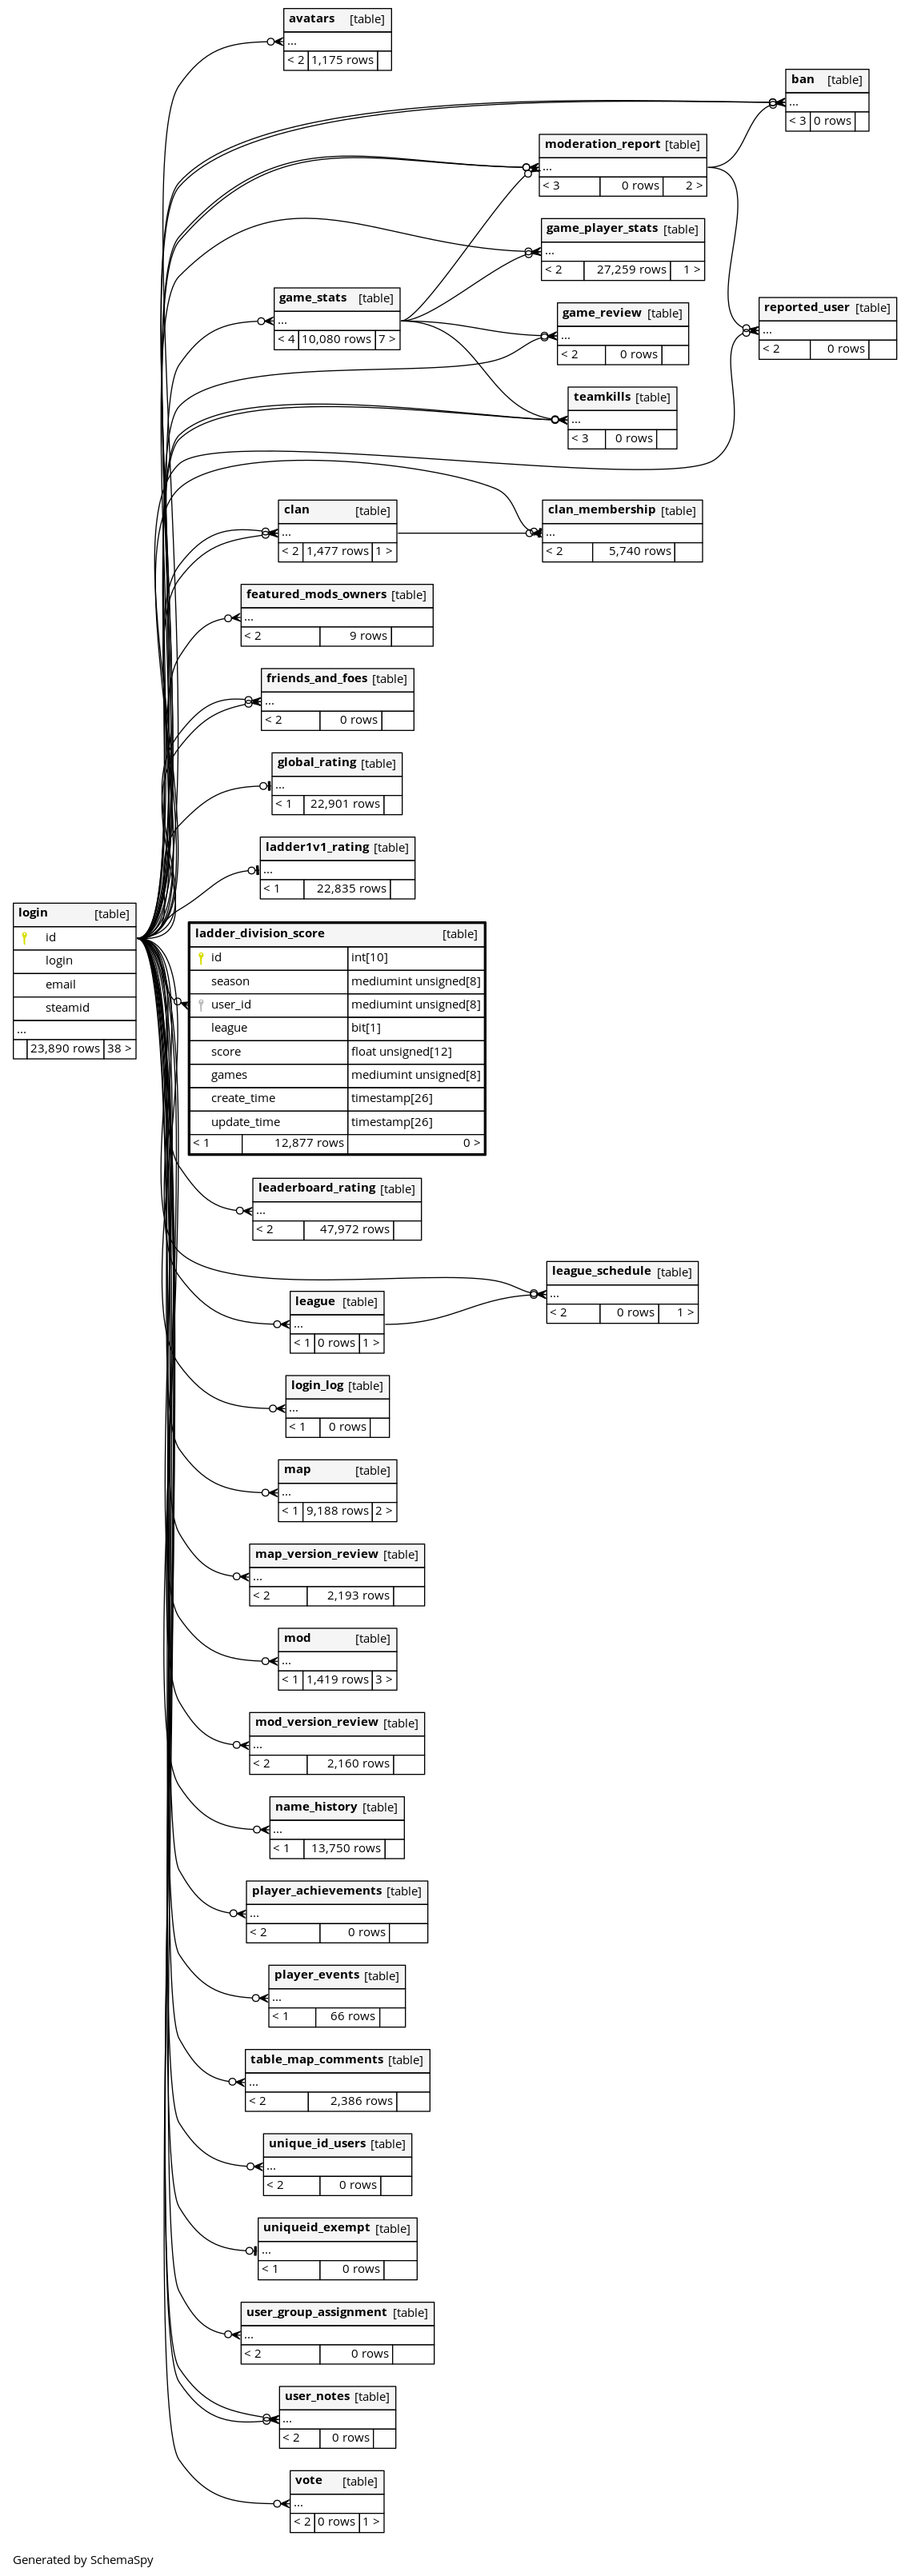 avatars [table]
...
< 2 1,175 rows
ban [table]
...
< 3 0 rows
moderation_report [table]
...
< 3 0 rows 2 >
game_player_stats [table]
...
< 2 27,259 rows 1 >
game_stats [table]
...
< 4 10,080 rows 7 >
game_review [table]
...
< 2 0 rows
reported_user [table]
...
< 2 0 rows
teamkills [table]
...
< 3 0 rows
clan [table]
...
< 2 1,477 rows 1 >
clan_membership [table]
...
< 2 5,740 rows
featured_mods_owners [table]
...
< 2 9 rows
friends_and_foes [table]
...
< 2 0 rows
global_rating [table]
...
< 1 22,901 rows
ladder1v1_rating [table]
...
< 1 22,835 rows
login [table]
id
login
email
steamid
...
23,890 rows 38 >
ladder_division_score [table]
id int[10]
season mediumint unsigned[8]
user_id mediumint unsigned[8]
league bit[1]
score float unsigned[12]
games mediumint unsigned[8]
create_time timestamp[26]
update_time timestamp[26]
< 1 12,877 rows 0 >
leaderboard_rating [table]
...
< 2 47,972 rows
league_schedule [table]
...
< 2 0 rows 1 >
league [table]
...
< 1 0 rows 1 >
login_log [table]
...
< 1 0 rows
map [table]
...
< 1 9,188 rows 2 >
map_version_review [table]
...
< 2 2,193 rows
mod [table]
...
< 1 1,419 rows 3 >
mod_version_review [table]
...
< 2 2,160 rows
name_history [table]
...
< 1 13,750 rows
player_achievements [table]
...
< 2 0 rows
player_events [table]
...
< 1 66 rows
table_map_comments [table]
...
< 2 2,386 rows
unique_id_users [table]
...
< 2 0 rows
uniqueid_exempt [table]
...
< 1 0 rows
user_group_assignment [table]
...
< 2 0 rows
user_notes [table]
...
< 2 0 rows
vote [table]
...
< 2 0 rows 1 >
Generated by SchemaSpy